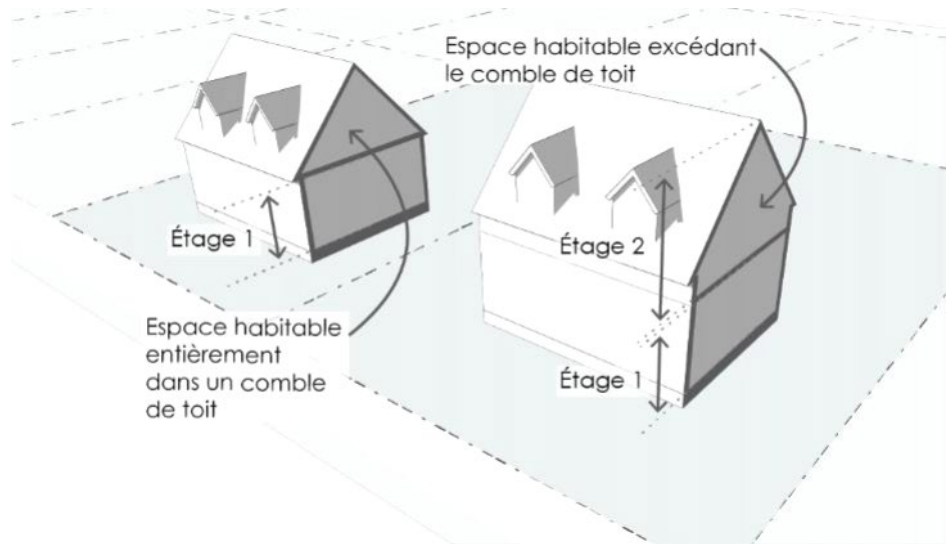 Espace habitable excédant
le comble de toit
Étage 1
Étage 2
Espace habitable
entièrement
dans un comble
de toit
Étage 1